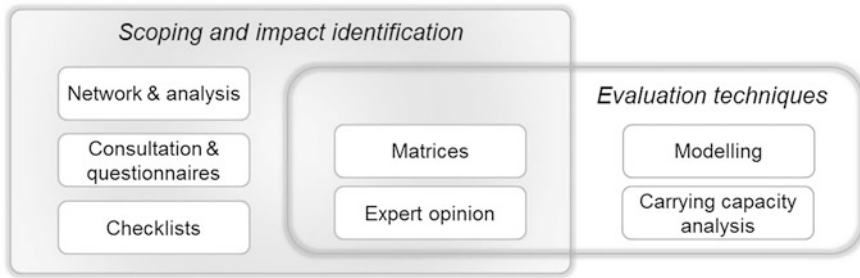 Scoping and impact identification
Network & analysis
Consultation &
questionnaires
Checklists
Evaluation techniques
Matrices
Modelling
Expert opinion
Carrying capacity
analysis